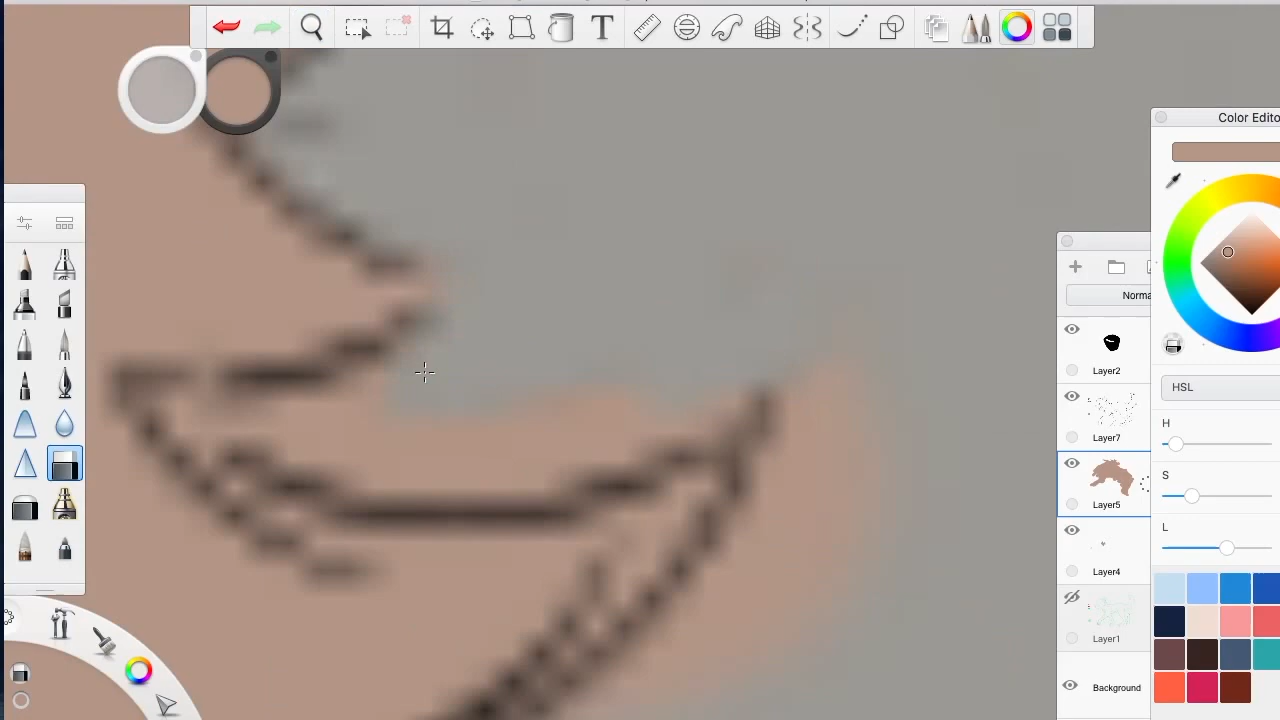 Color Edito
Norma
Layer2
HSL
Layer7
H
S
Layer5
L
Layer4
Layer1
Background